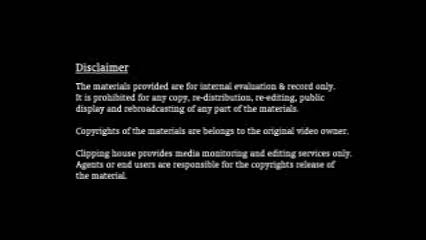 Disclaimer
The materials provided are for internal evaluation & record only.
It is prohibited for any copy, re-distribution, re-editing, public
display and rebroadcasting of any part of the materials.
Copyrights of the materials are belongs to the original video owner.
Clipping house provides media monitoring and editing services only.
Agents or end users are responsible for the copyrights release of
the material.